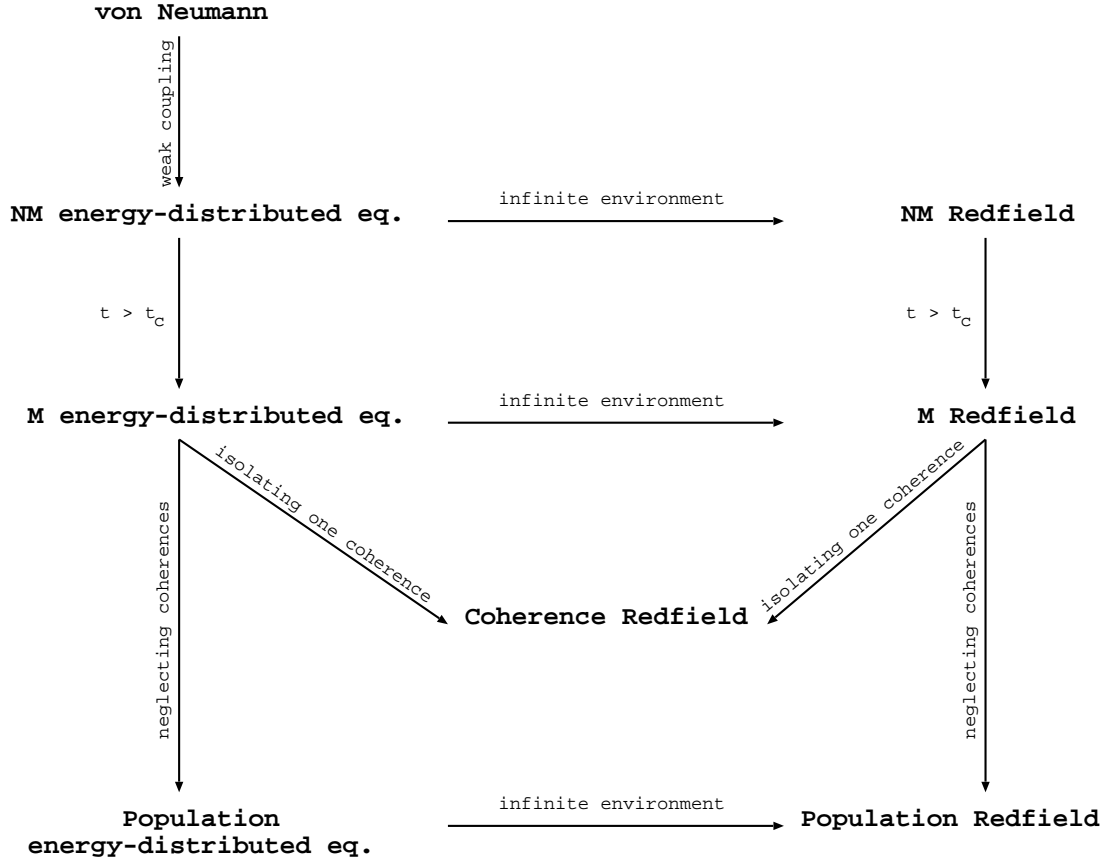 von Neumann
weak coupling
NM energy-distributed eq.
infinite environment
NM Redfield
t > tc
t > tc
M energy-distributed eq.
infinite environment
M Redfield
isolating one coherence
isolating one coherence
neglecting coherences
neglecting coherences
Coherence Redfield
Population
energy-distributed eq.
infinite environment
Population Redfield